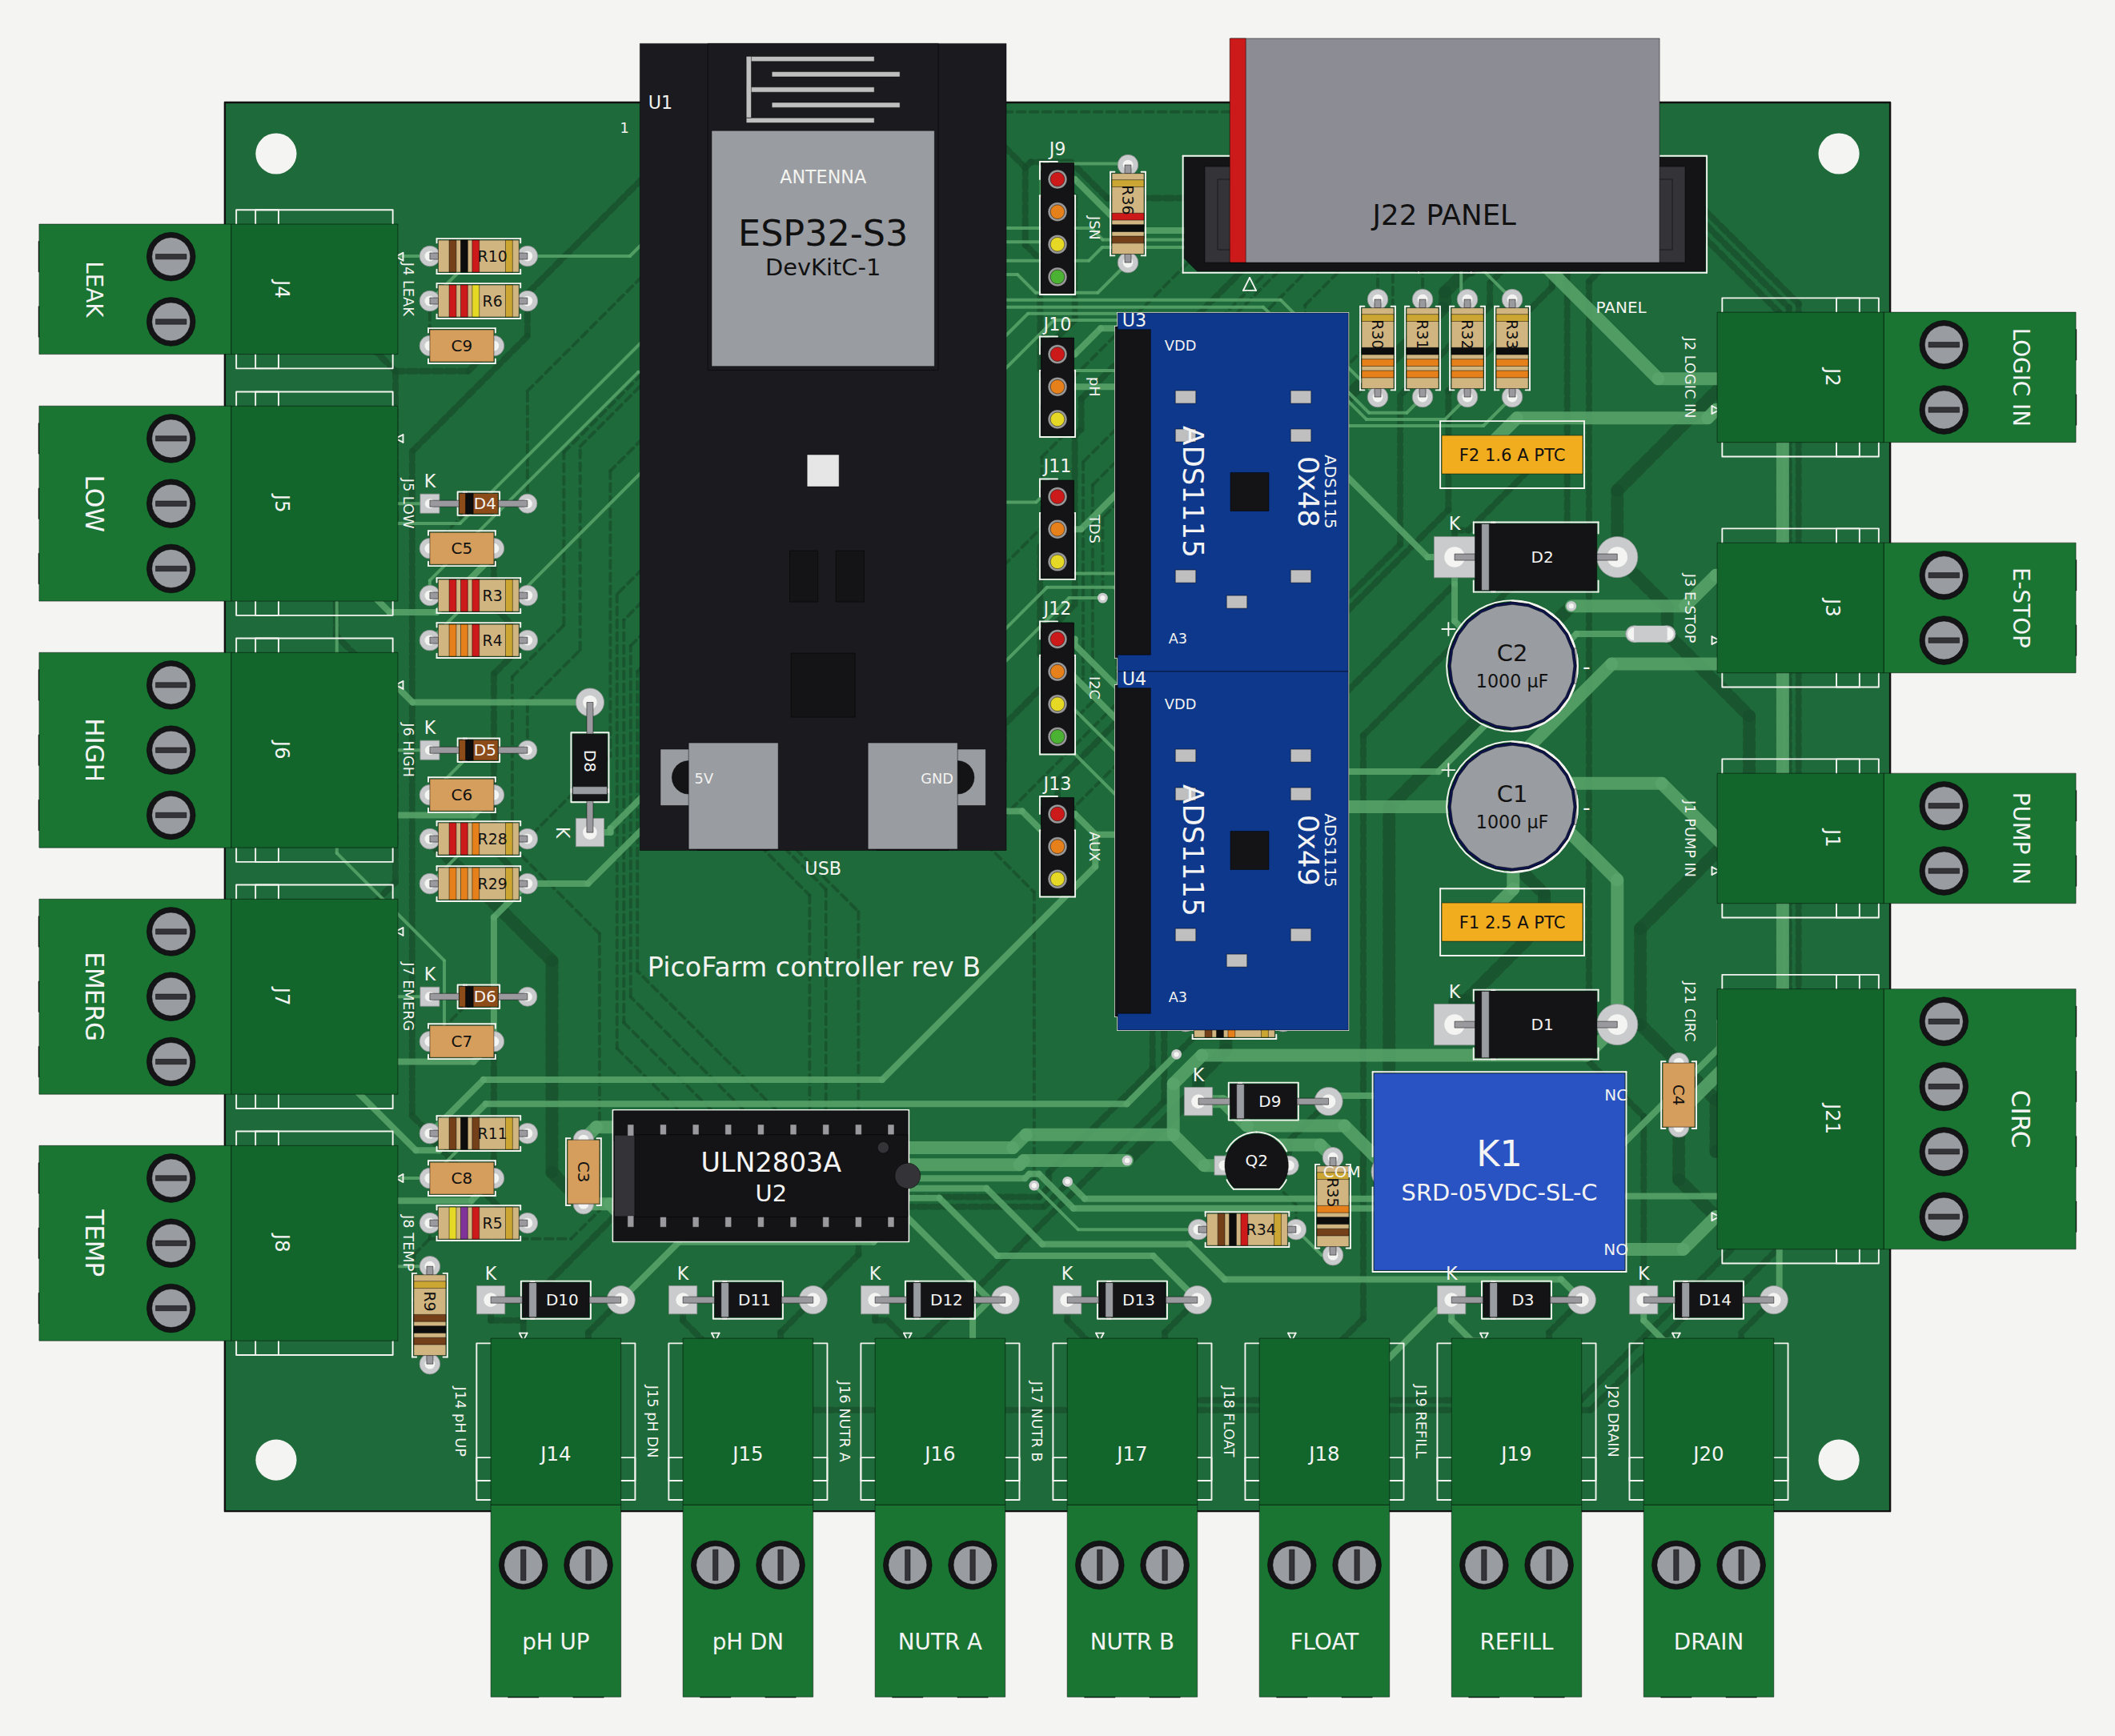 U1
1
ANTENNA
ESP32-S3
DevKitC-1
5V
GND
USB
J9
JSN
R36
J10
pH
J11
TDS
J12
I2C
J13
AUX
J22 PANEL
PANEL
R30
R31
R32
R33
U3
VDD
ADS1115
0x48
ADS1115
A3
U4
VDD
ADS1115
0x49
ADS1115
A3
LEAK
J4
J4 LEAK
R10
R6
C9
LOW
J5
J5 LOW
K
D4
C5
R3
R4
HIGH
J6
J6 HIGH
K
D5
C6
R28
R29
D8
K
EMERG
J7
J7 EMERG
K
D6
C7
R11
TEMP
J8
J8 TEMP
C8
R5
R9
C3
PicoFarm controller rev B
ULN2803A
U2
J2 LOGIC IN
J2
LOGIC IN
F2 1.6 A PTC
K
D2
J3 E-STOP
J3
E-STOP
+
C2
1000 µF
-
+
C1
1000 µF
-
J1 PUMP IN
J1
PUMP IN
F1 2.5 A PTC
K
D1
J21 CIRC
J21
CIRC
C4
K
D9
Q2
COM
R35
R34
NC
K1
SRD-05VDC-SL-C
NO
K
D10
K
D11
K
D12
K
D13
K
D3
K
D14
J14 pH UP
J14
pH UP
J15 pH DN
J15
pH DN
J16 NUTR A
J16
NUTR A
J17 NUTR B
J17
NUTR B
J18 FLOAT
J18
FLOAT
J19 REFILL
J19
REFILL
J20 DRAIN
J20
DRAIN